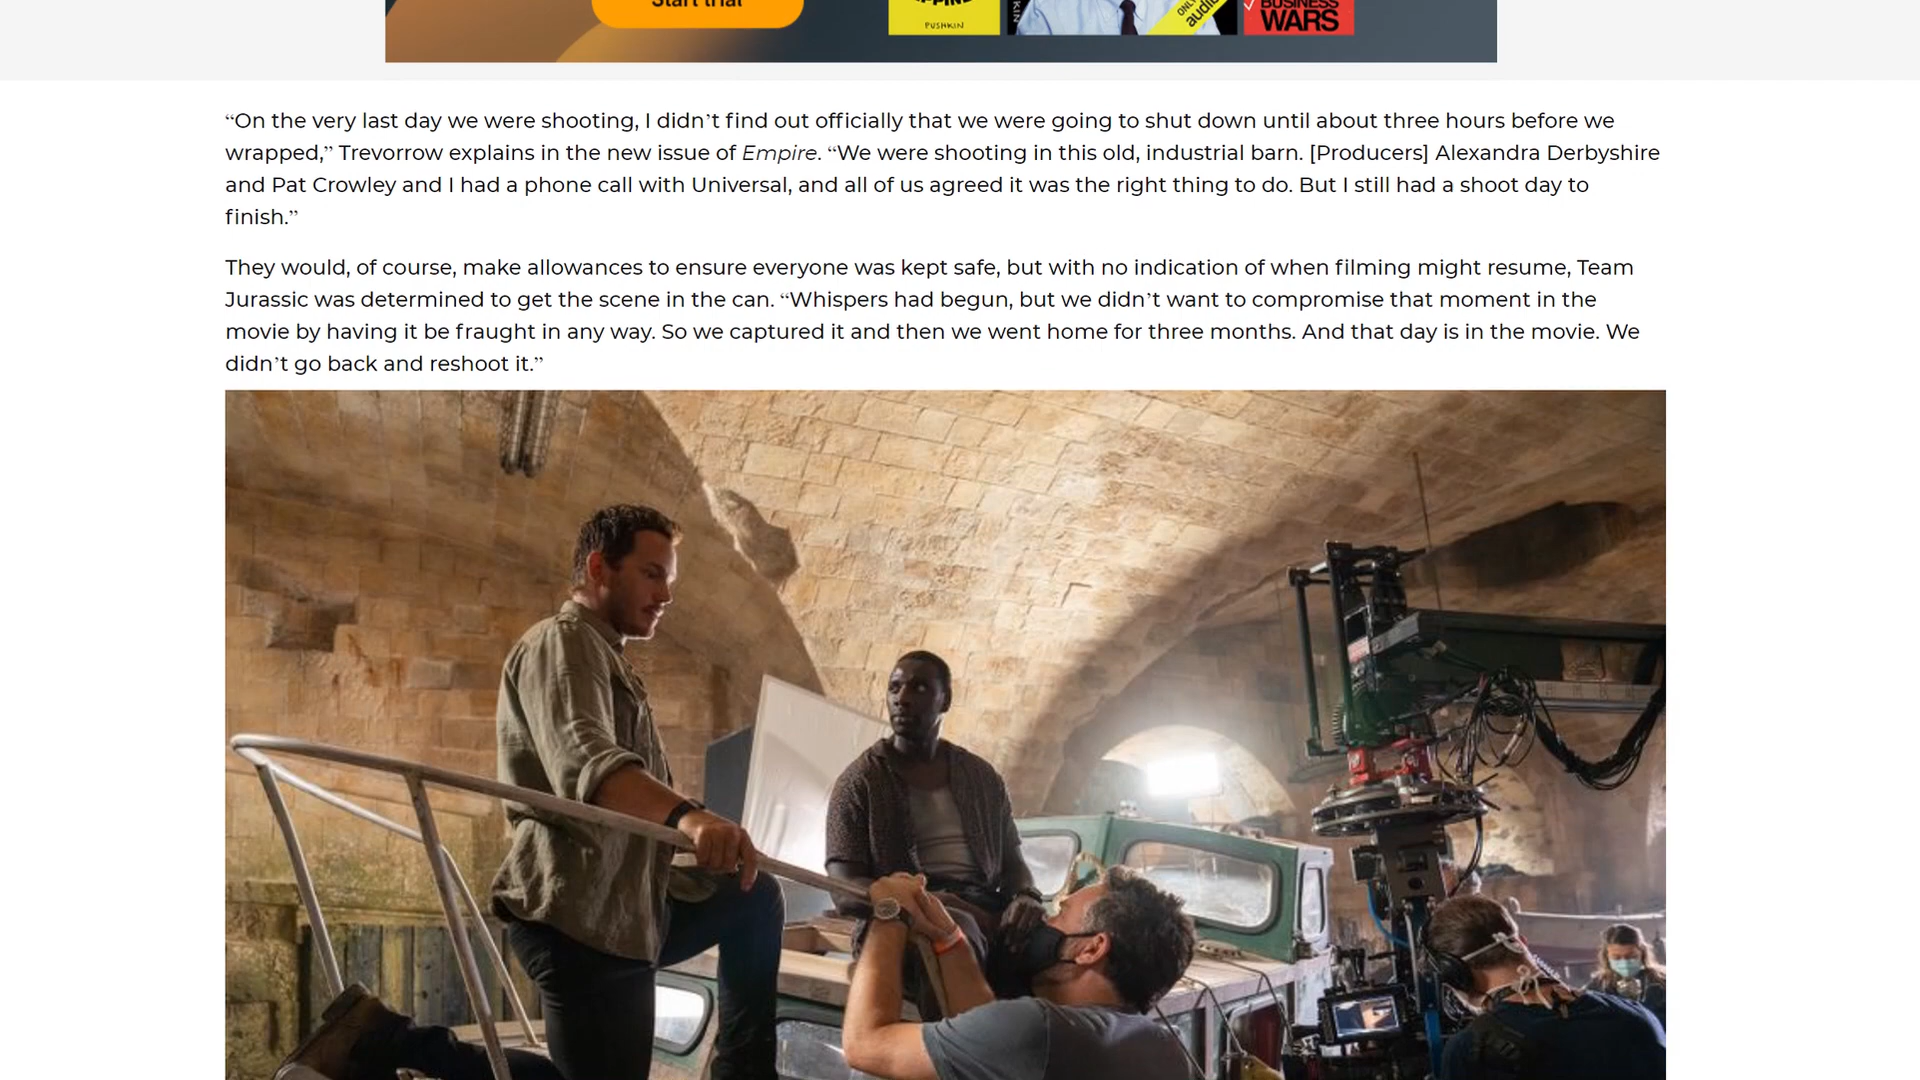 Start trial
PUSHKIN
ONLY
audio
BUSINESS
WARS
“On the very last day we were shooting, I didn’t find out officially that we were going to shut down until about three hours before we
wrapped,” Trevorrow explains in the new issue of Empire. “We were shooting in this old, industrial barn. [Producers] Alexandra Derbyshire
and Pat Crowley and I had a phone call with Universal, and all of us agreed it was the right thing to do. But I still had a shoot day to
finish.”
They would, of course, make allowances to ensure everyone was kept safe, but with no indication of when filming might resume, Team
Jurassic was determined to get the scene in the can. “Whispers had begun, but we didn’t want to compromise that moment in the
movie by having it be fraught in any way. So we captured it and then we went home for three months. And that day is in the movie. We
didn’t go back and reshoot it.”